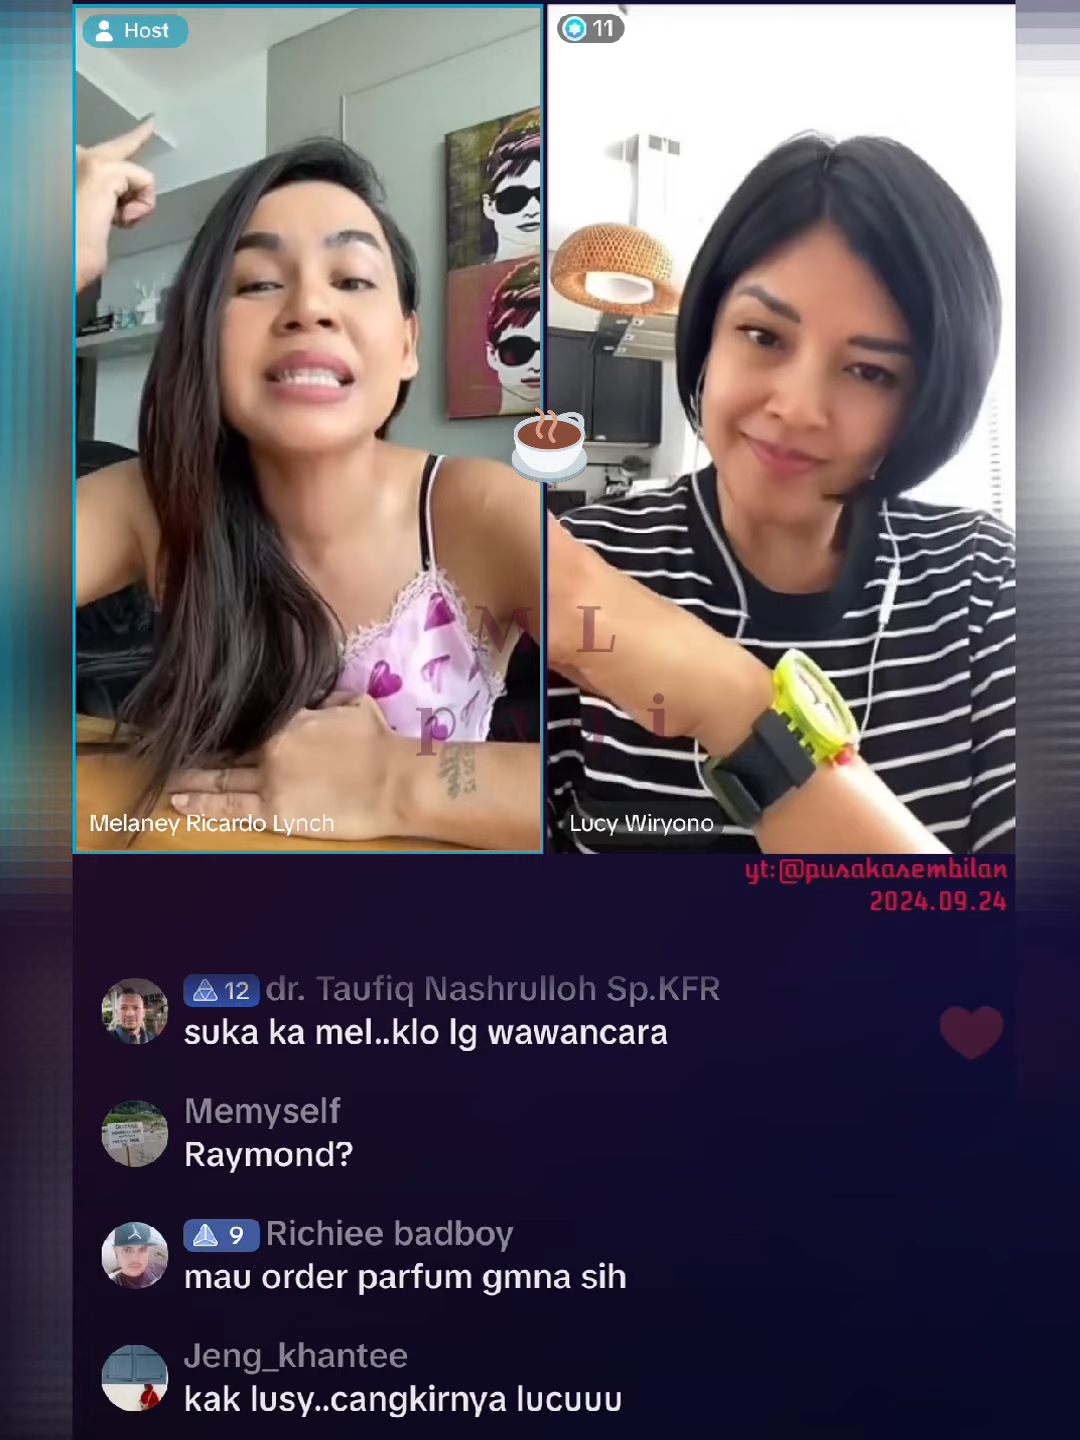 Host
11
M L
pagi
Melaney Ricardo Lynch
Lucy Wiryono
yt:@pusakasembilan
2024.09.24
12 dr. Taufiq Nashrulloh Sp.KFR
suka ka mel..klo lg wawancara
Memyself
Raymond?
9 Richiee badboy
mau order parfum gmna sih
Jeng_khantee
kak lusy..cangkirnya lucuuu